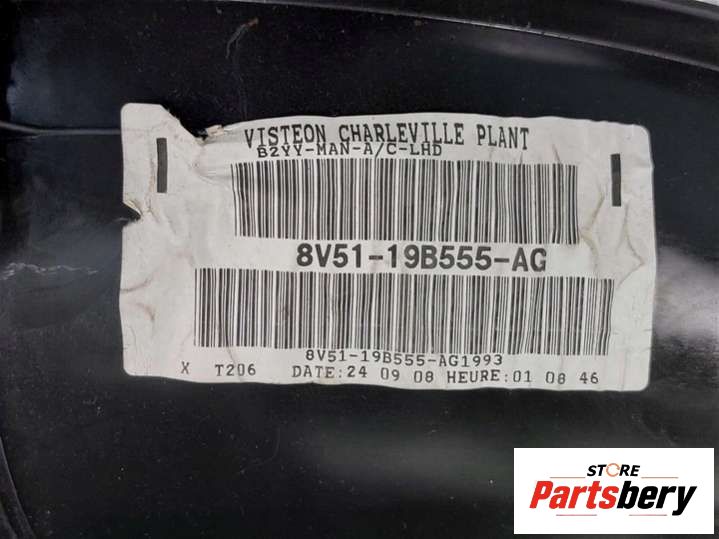 VISTEON CHARLEVILLE PLANT
B2YY-MAN-A/C-LHD
8V51-19B555-AG
8V51-19B555-AG1993
X T206 DATE:24 09 08 HEURE:01 08 46
STORE
Partsbery